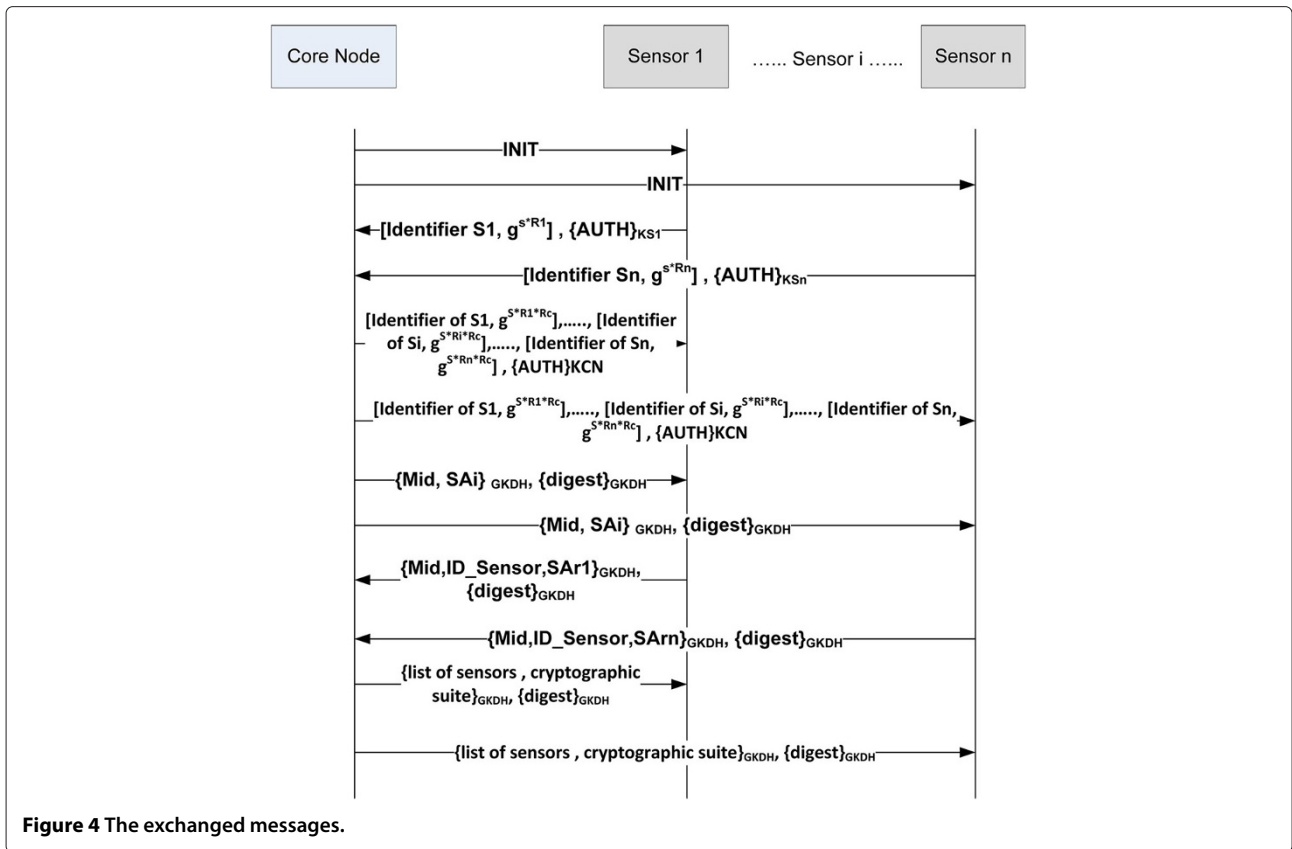 Core Node
Sensor 1
...... Sensor i ......
Sensor n
INIT
INIT
[Identifier S1, g^s*R1] , {AUTH}KS1
[Identifier Sn, g^s*Rn] , {AUTH}KSn
[Identifier of S1, g^S*R1*Rc],....., [Identifier
of Si, g^S*Ri*Rc],....., [Identifier of Sn,
g^S*Rn*Rc] , {AUTH}KCN
[Identifier of S1, g^S*R1*Rc],....., [Identifier of Si, g^S*Ri*Rc],....., [Identifier of Sn,
g^S*Rn*Rc] , {AUTH}KCN
{Mid, SAi} GKDH, {digest}GKDH
{Mid, SAi} GKDH, {digest}GKDH
{Mid,ID_Sensor,SAr1}GKDH,
{digest}GKDH
{Mid,ID_Sensor,SArn}GKDH, {digest}GKDH
{list of sensors , cryptographic
suite}GKDH, {digest}GKDH
{list of sensors , cryptographic suite}GKDH, {digest}GKDH
Figure 4 The exchanged messages.